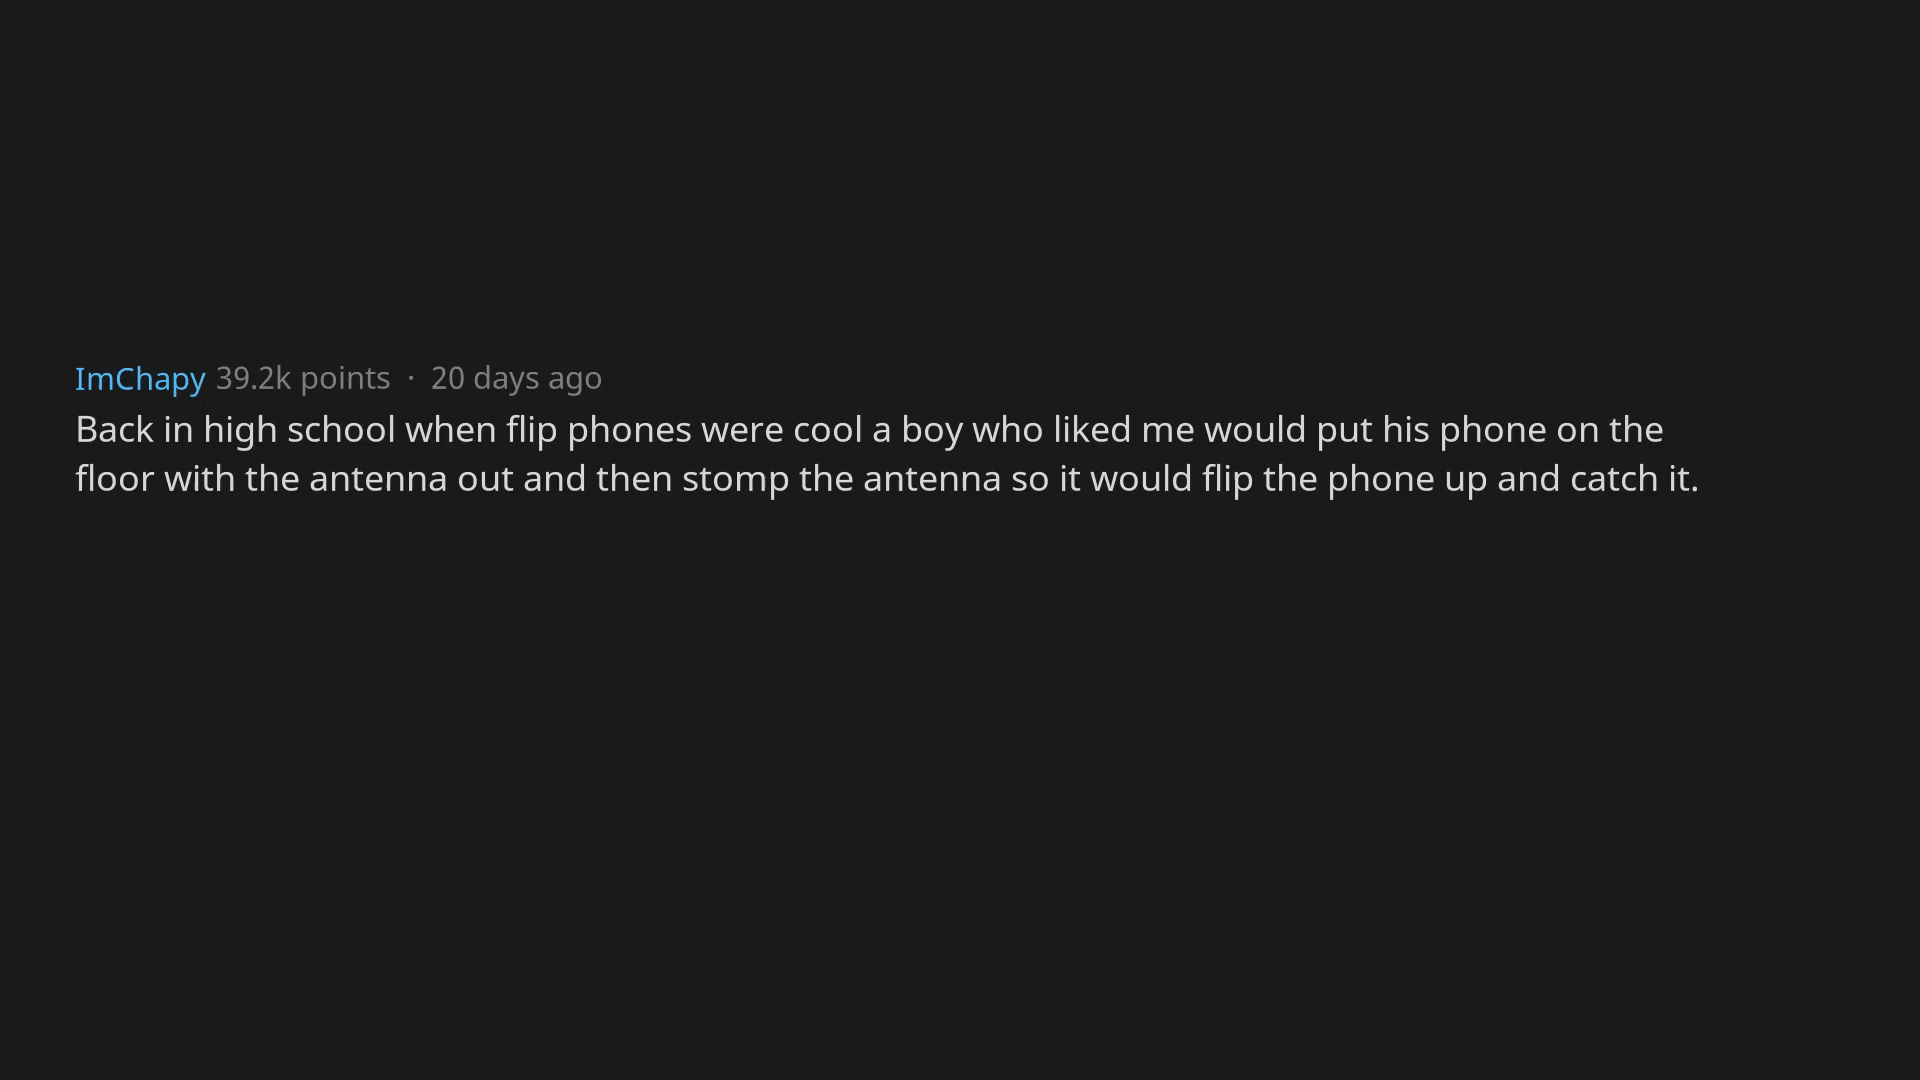 ImChapy 39.2k points · 20 days ago
Back in high school when flip phones were cool a boy who liked me would put his phone on the
floor with the antenna out and then stomp the antenna so it would flip the phone up and catch it.